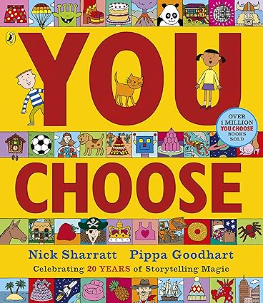 YOU
OVER
1 MILLION
YOU CHOOSE
BOOKS
SOLD
CHOOSE
Nick Sharratt Pippa Goodhart
Celebrating 20 YEARS of Storytelling Magic